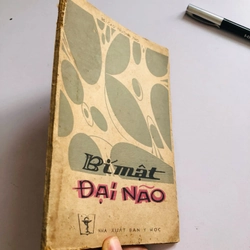 Bí mật
ĐẠI NÃO
NHÀ XUẤT BẢN Y HỌC